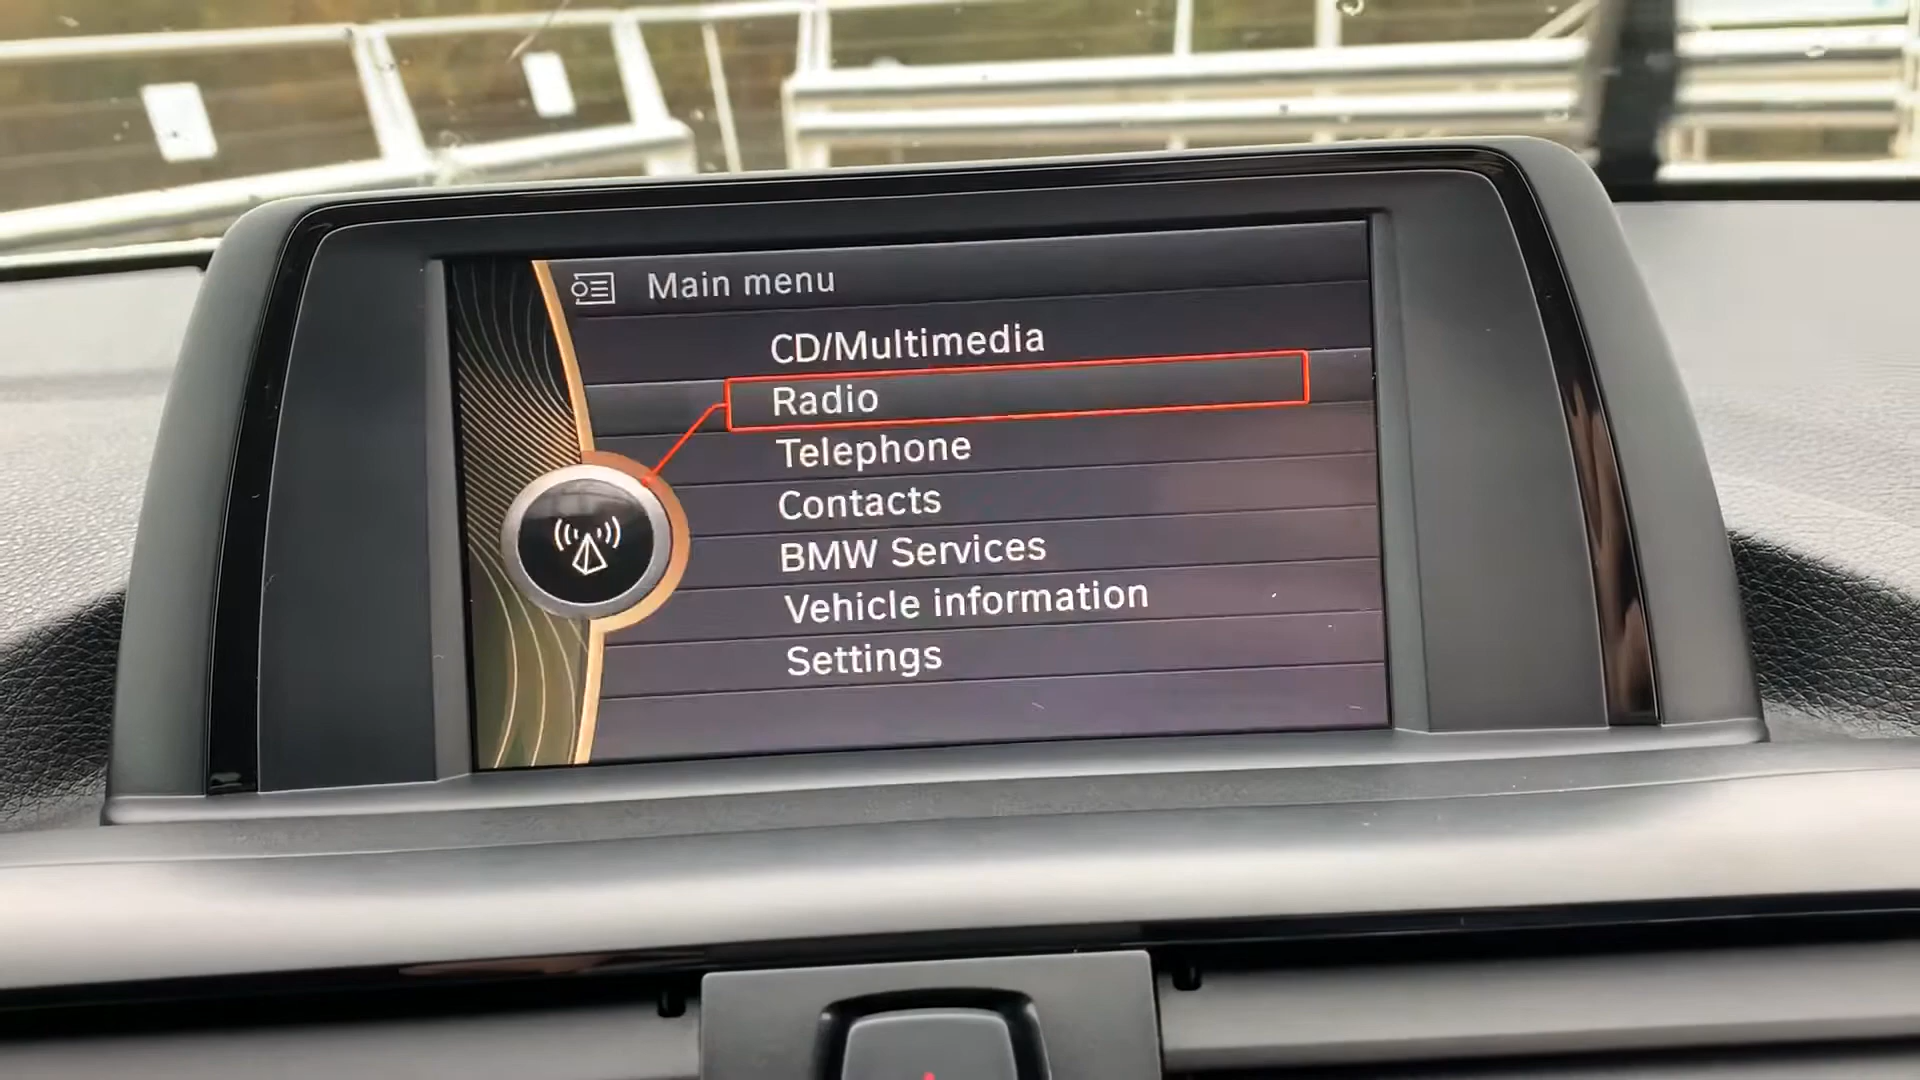 Main menu
CD/Multimedia
Radio
Telephone
Contacts
BMW Services
Vehicle information
Settings